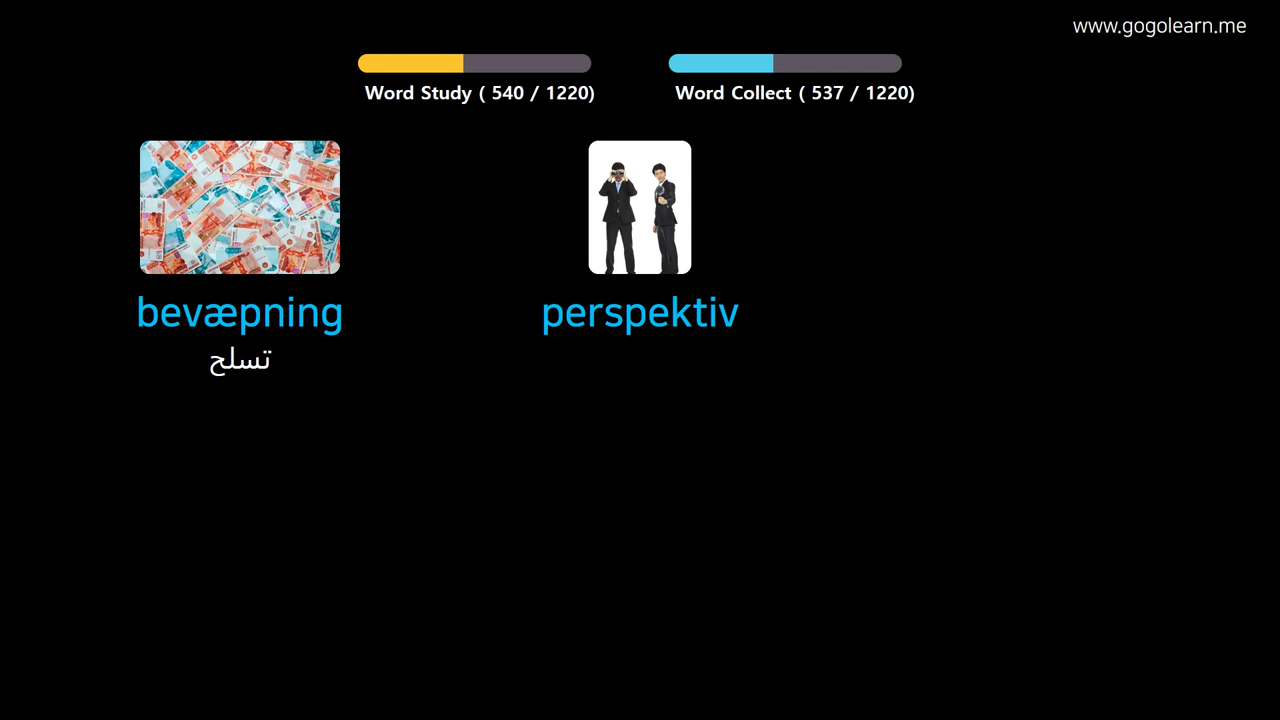 www.gogolearn.me
Word Study ( 540 / 1220)
Word Collect ( 537 / 1220)
bevæpning
perspektiv
تسلح